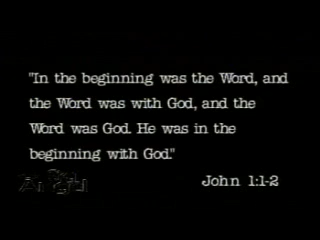 "In the beginning was the Word, and
the Word was with God, and the
Word was God. He was in the
beginning with God."
John 1:1-2